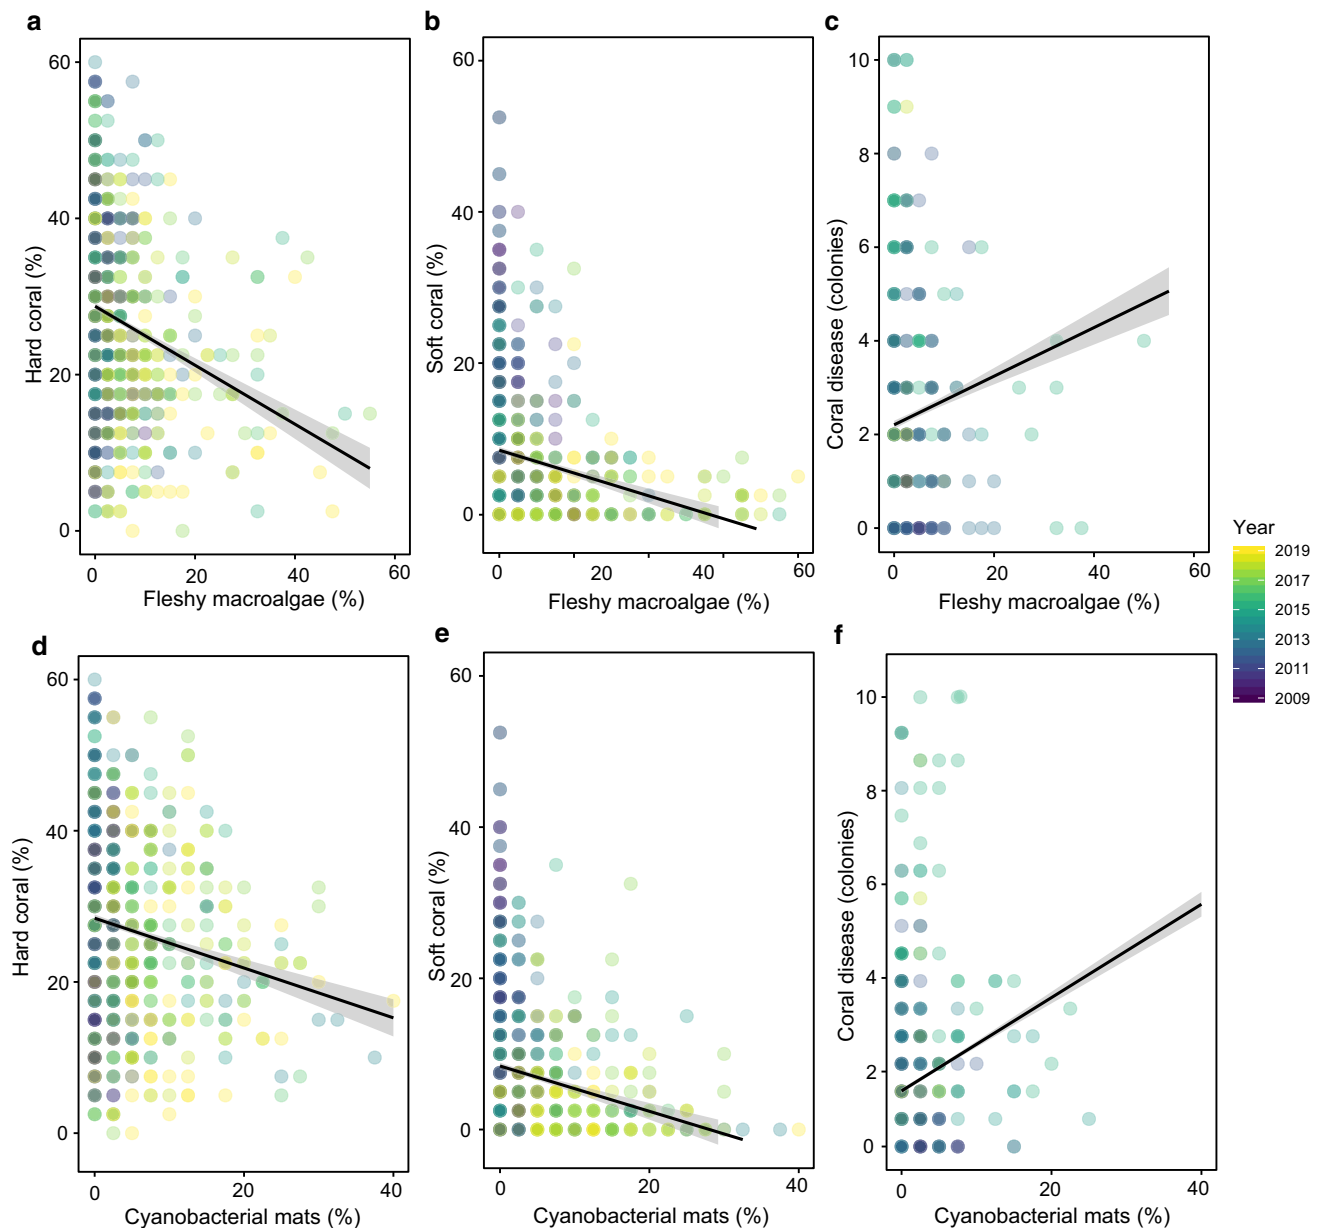 a
b
c
60
40
20
0
Hard coral (%)
0 20 40 60
Fleshy macroalgae (%)
60
40
20
0
Soft coral (%)
0 20 40 60
Fleshy macroalgae (%)
10
8
6
4
2
0
Coral disease (colonies)
0 20 40 60
Fleshy macroalgae (%)
Year
2019
2017
2015
2013
2011
2009
d
e
f
60
40
20
0
Hard coral (%)
0 20 40
Cyanobacterial mats (%)
60
40
20
0
Soft coral (%)
0 20 40
Cyanobacterial mats (%)
10
8
6
4
2
0
Coral disease (colonies)
0 20 40
Cyanobacterial mats (%)